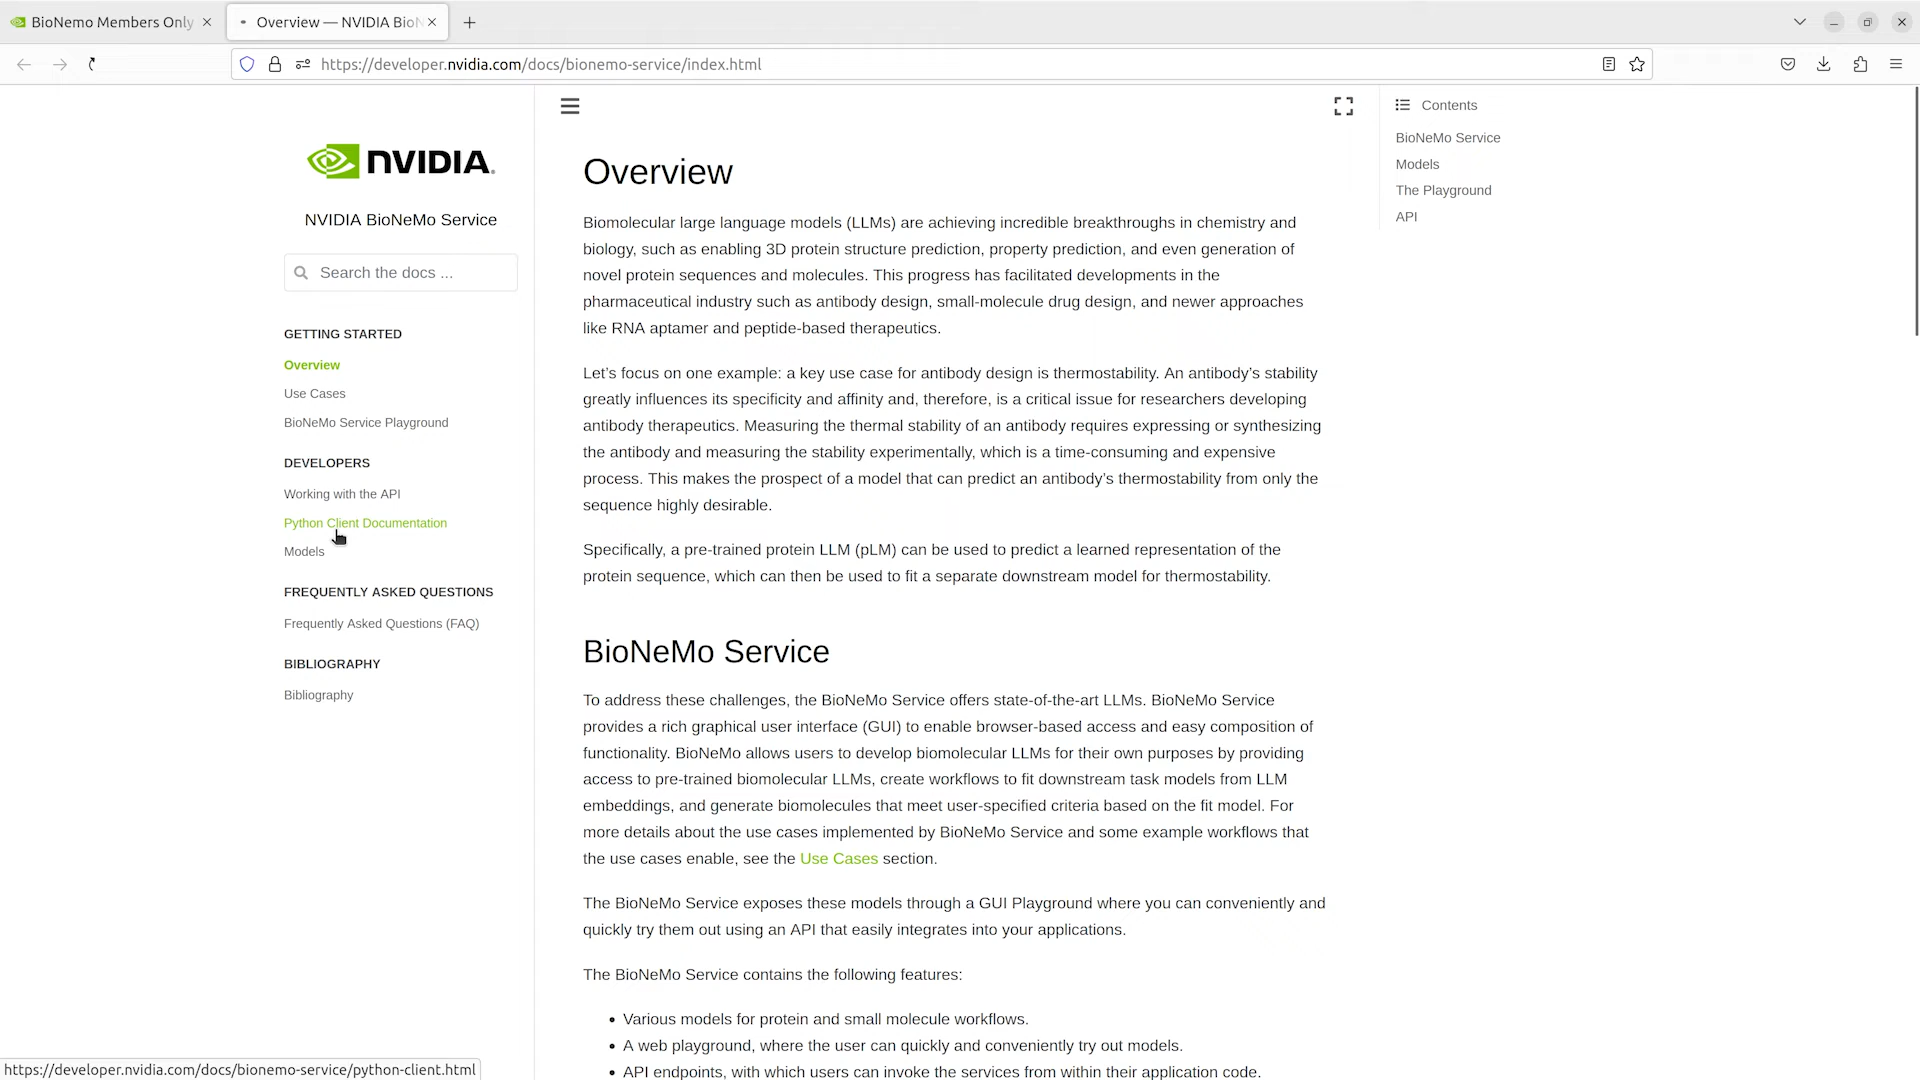 BioNemo Members Only
Overview — NVIDIA BioN
https://developer.nvidia.com/docs/bionemo-service/index.html
NVIDIA.
NVIDIA BioNeMo Service
Search the docs ...
GETTING STARTED
Overview
Use Cases
BioNeMo Service Playground
DEVELOPERS
Working with the API
Python Client Documentation
Models
FREQUENTLY ASKED QUESTIONS
Frequently Asked Questions (FAQ)
BIBLIOGRAPHY
Bibliography
Overview
Biomolecular large language models (LLMs) are achieving incredible breakthroughs in chemistry and
biology, such as enabling 3D protein structure prediction, property prediction, and even generation of
novel protein sequences and molecules. This progress has facilitated developments in the
pharmaceutical industry such as antibody design, small-molecule drug design, and newer approaches
like RNA aptamer and peptide-based therapeutics.
Let's focus on one example: a key use case for antibody design is thermostability. An antibody's stability
greatly influences its specificity and affinity and, therefore, is a critical issue for researchers developing
antibody therapeutics. Measuring the thermal stability of an antibody requires expressing or synthesizing
the antibody and measuring the stability experimentally, which is a time-consuming and expensive
process. This makes the prospect of a model that can predict an antibody's thermostability from only the
sequence highly desirable.
Specifically, a pre-trained protein LLM (pLM) can be used to predict a learned representation of the
protein sequence, which can then be used to fit a separate downstream model for thermostability.
BioNeMo Service
To address these challenges, the BioNeMo Service offers state-of-the-art LLMs. BioNeMo Service
provides a rich graphical user interface (GUI) to enable browser-based access and easy composition of
functionality. BioNeMo allows users to develop biomolecular LLMs for their own purposes by providing
access to pre-trained biomolecular LLMs, create workflows to fit downstream task models from LLM
embeddings, and generate biomolecules that meet user-specified criteria based on the fit model. For
more details about the use cases implemented by BioNeMo Service and some example workflows that
the use cases enable, see the Use Cases section.
The BioNeMo Service exposes these models through a GUI Playground where you can conveniently and
quickly try them out using an API that easily integrates into your applications.
The BioNeMo Service contains the following features:
• Various models for protein and small molecule workflows.
• A web playground, where the user can quickly and conveniently try out models.
• API endpoints, with which users can invoke the services from within their application code.
Contents
BioNeMo Service
Models
The Playground
API
https://developer.nvidia.com/docs/bionemo-service/python-client.html